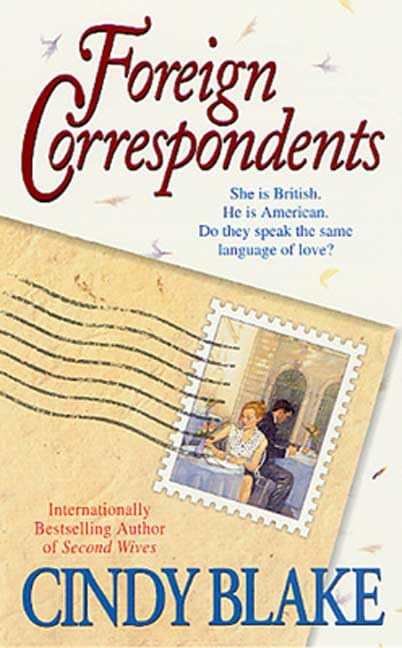 Foreign
Correspondents
She is British.
He is American.
Do they speak the same
language of love?
Internationally
Bestselling Author
of Second Wives
CINDY BLAKE